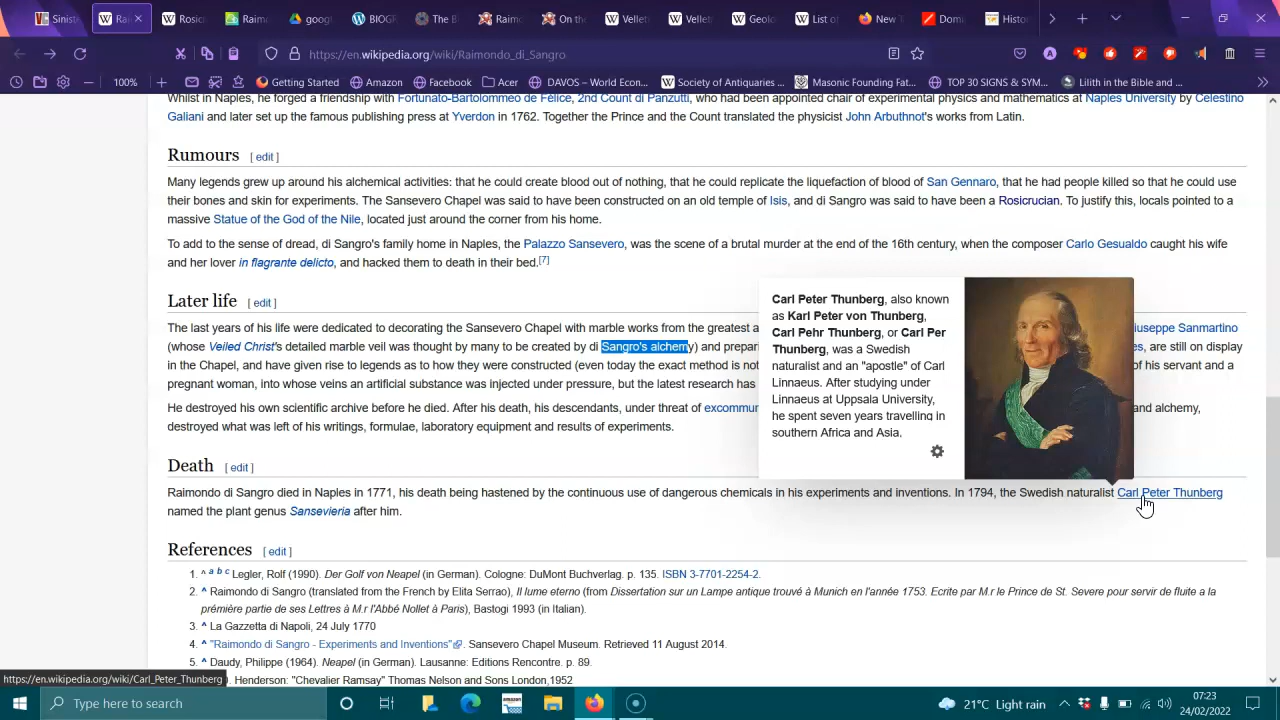 Sinist
Rai
Rosic
Raim
googl
BIOGR
The B
Raimo
On the
Vellet
Vellet
Geolo
List of
New T
Domi
Histor
https://en.wikipedia.org/wiki/Raimondo_di_Sangro
100%
Getting Started
Amazon
Facebook
Acer
DAVOS – World Econ...
Society of Antiquaries ...
Masonic Founding Fat...
TOP 30 SIGNS & SYM...
Lilith in the Bible and ...
Whilst in Naples, he forged a friendship with Fortunato-Bartolommeo de Felice, 2nd Count di Panzutti, who had been appointed chair of experimental physics and mathematics at Naples University by Celestino
Galiani and later set up the famous publishing press at Yverdon in 1762. Together the Prince and the Count translated the physicist John Arbuthnot's works from Latin.
Rumours [ edit ]
Many legends grew up around his alchemical activities: that he could create blood out of nothing, that he could replicate the liquefaction of blood of San Gennaro, that he had people killed so that he could use
their bones and skin for experiments. The Sansevero Chapel was said to have been constructed on an old temple of Isis, and di Sangro was said to have been a Rosicrucian. To justify this, locals pointed to a
massive Statue of the God of the Nile, located just around the corner from his home.
To add to the sense of dread, di Sangro's family home in Naples, the Palazzo Sansevero, was the scene of a brutal murder at the end of the 16th century, when the composer Carlo Gesualdo caught his wife
and her lover in flagrante delicto, and hacked them to death in their bed.[7]
Later life [ edit ]
The last years of his life were dedicated to decorating the Sansevero Chapel with marble works from the greatest a
iuseppe Sanmartino
(whose Veiled Christ's detailed marble veil was thought by many to be created by di Sangro's alchemy) and prepari
es, are still on display
in the Chapel, and have given rise to legends as to how they were constructed (even today the exact method is not
of his servant and a
pregnant woman, into whose veins an artificial substance was injected under pressure, but the latest research has
He destroyed his own scientific archive before he died. After his death, his descendants, under threat of excommu
and alchemy,
destroyed what was left of his writings, formulae, laboratory equipment and results of experiments.
Carl Peter Thunberg, also known
as Karl Peter von Thunberg,
Carl Pehr Thunberg, or Carl Per
Thunberg, was a Swedish
naturalist and an "apostle" of Carl
Linnaeus. After studying under
Linnaeus at Uppsala University,
he spent seven years travelling in
southern Africa and Asia.
Death [ edit ]
Raimondo di Sangro died in Naples in 1771, his death being hastened by the continuous use of dangerous chemicals in his experiments and inventions. In 1794, the Swedish naturalist Carl Peter Thunberg
named the plant genus Sansevieria after him.
References [ edit ]
1. ^ a b c Legler, Rolf (1990). Der Golf von Neapel (in German). Cologne: DuMont Buchverlag. p. 135. ISBN 3-7701-2254-2.
2. ^ Raimondo di Sangro (translated from the French by Elita Serrao), Il lume eterno (from Dissertation sur un Lampe antique trouvé à Munich en l'année 1753. Ecrite par M.r le Prince de St. Severe pour servir de fluite a la
prémière partie de ses Lettres à M.r l'Abbé Nollet à Paris), Bastogi 1993 (in Italian).
3. ^ La Gazzetta di Napoli, 24 July 1770
4. ^ "Raimondo di Sangro - Experiments and Inventions". Sansevero Chapel Museum. Retrieved 11 August 2014.
5. ^ Daudy, Philippe (1964). Neapel (in German). Lausanne: Editions Rencontre. p. 89.
Henderson: "Chevalier Ramsay" Thomas Nelson and Sons London,1952
https://en.wikipedia.org/wiki/Carl_Peter_Thunberg
Type here to search
amazon
21°C Light rain
07:23
24/02/2022